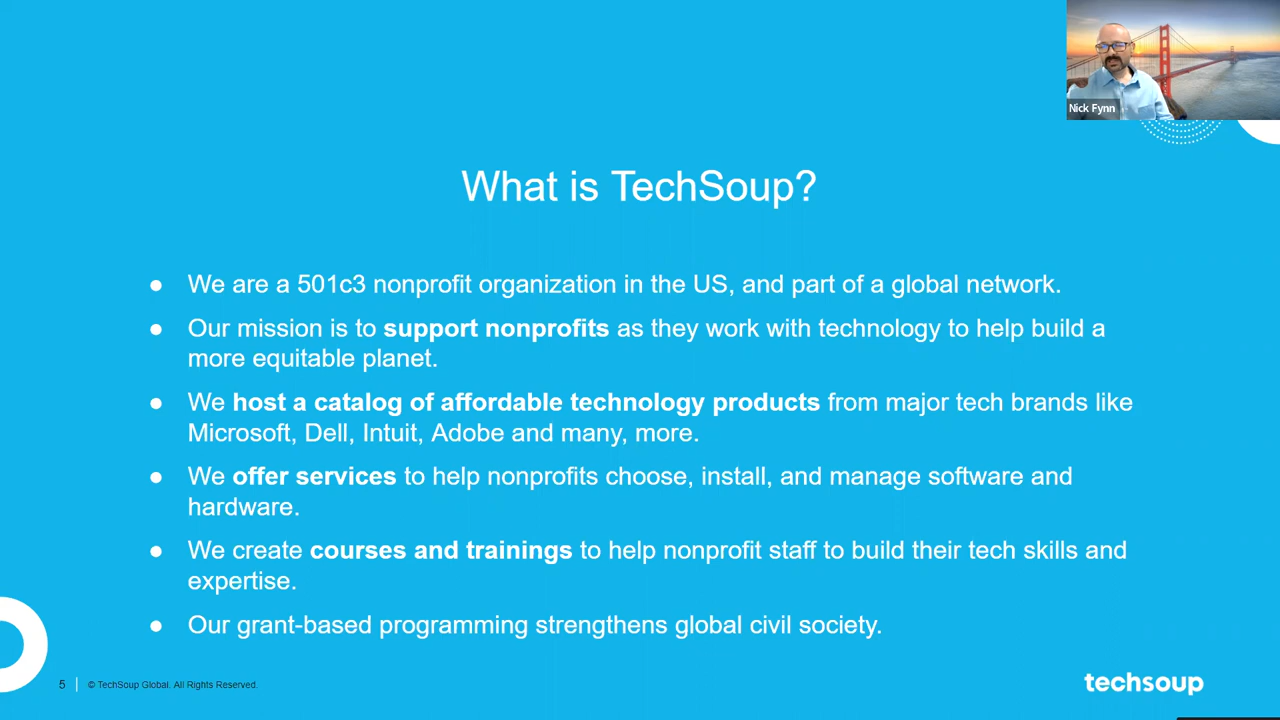 Nick Fynn
What is TechSoup?
● We are a 501c3 nonprofit organization in the US, and part of a global network.
● Our mission is to support nonprofits as they work with technology to help build a
more equitable planet.
● We host a catalog of affordable technology products from major tech brands like
Microsoft, Dell, Intuit, Adobe and many, more.
● We offer services to help nonprofits choose, install, and manage software and
hardware.
● We create courses and trainings to help nonprofit staff to build their tech skills and
expertise.
● Our grant-based programming strengthens global civil society.
5 | © TechSoup Global. All Rights Reserved.
techsoup